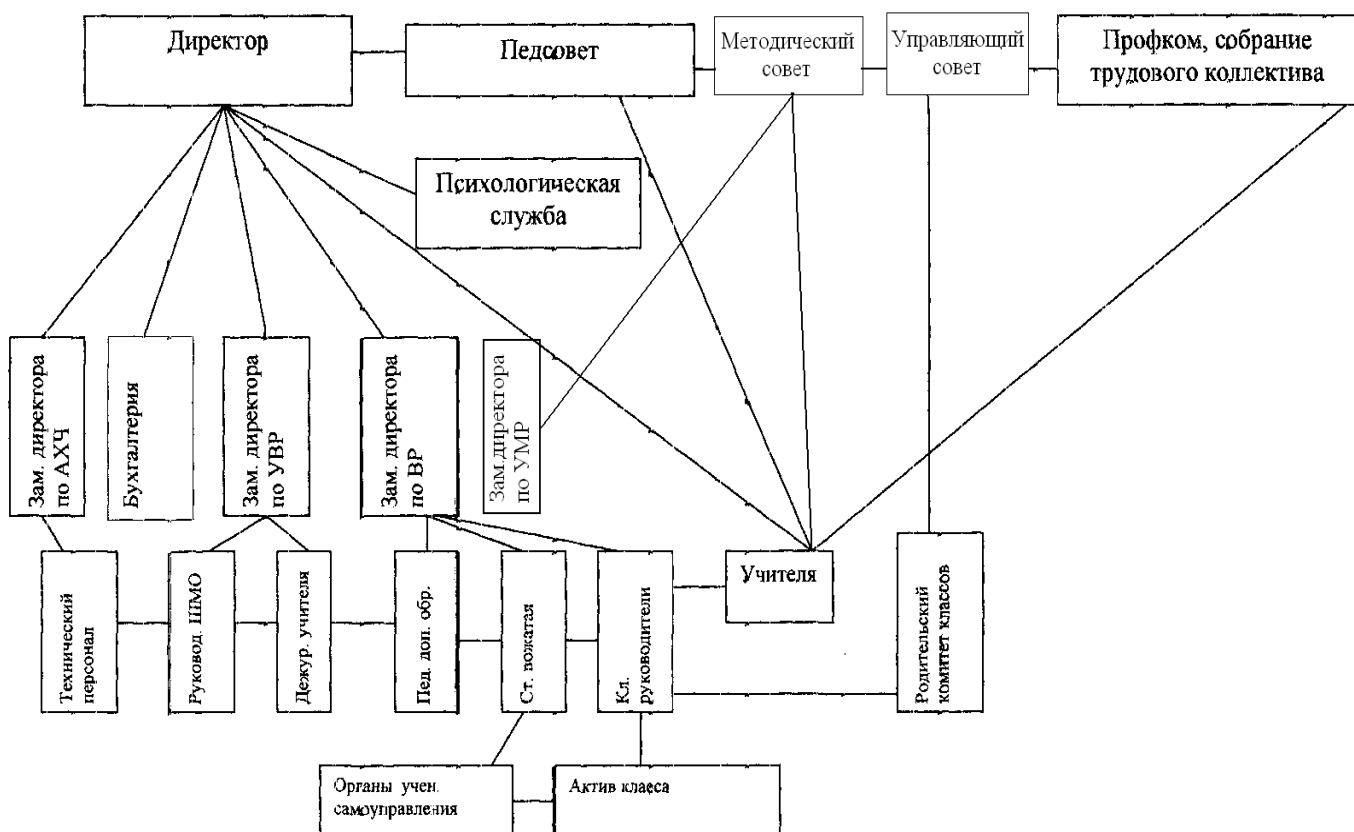 Директор
Педсовет
Методический
совет
Управляющий
совет
Профком, собрание
трудового коллектива
Психологическая
служба
Зам. директора
по АХЧ
Бухгалтерия
Зам. директора
по УВР
Зам. директора
по ВР
Зам.директора
по УМР
Технический
персонал
Руковод. ШМО
Дежур. учителя
Пед. доп. обр.
Ст. вожатая
Кл.
руководители
Учителя
Родительский
комитет классов
Органы учен.
самоуправления
Актив класса